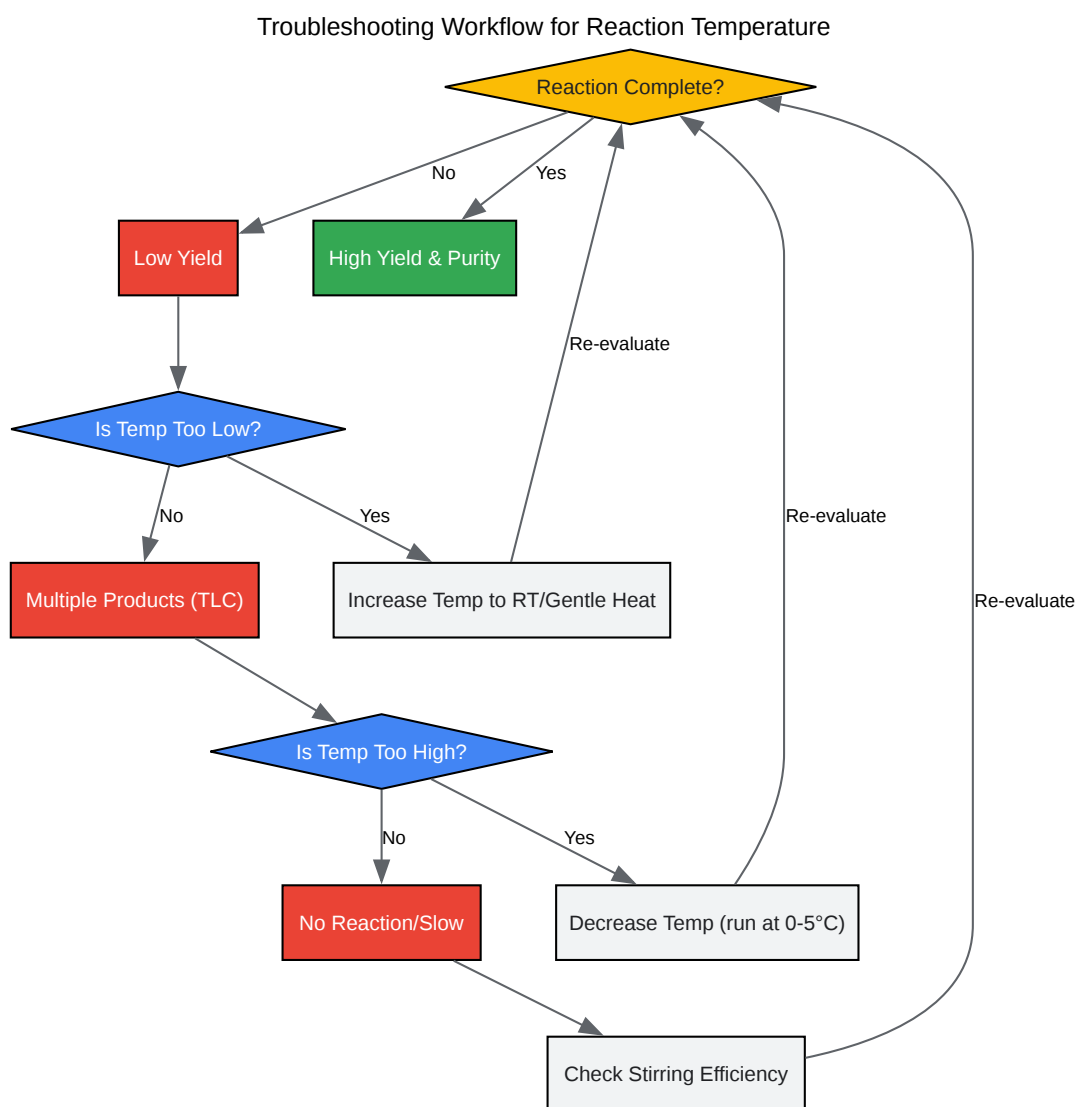 Troubleshooting Workflow for Reaction Temperature
Reaction Complete?
No
Yes
Low Yield
High Yield & Purity
Re-evaluate
Is Temp Too Low?
No
Yes
Re-evaluate
Multiple Products (TLC)
Increase Temp to RT/Gentle Heat
Re-evaluate
Is Temp Too High?
No
Yes
No Reaction/Slow
Decrease Temp (run at 0-5°C)
Check Stirring Efficiency